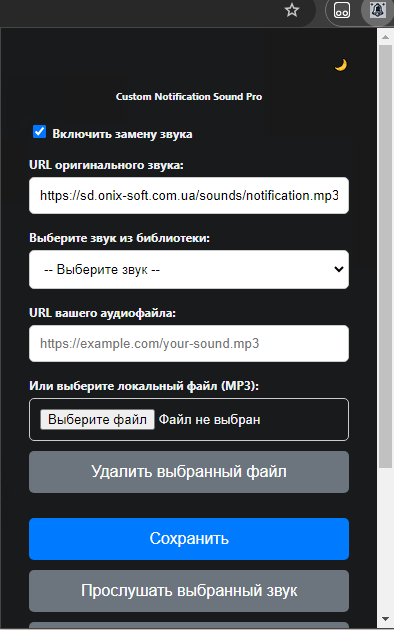 Custom Notification Sound Pro
Включить замену звука
URL оригинального звука:
https://sd.onix-soft.com.ua/sounds/notification.mp3
Выберите звук из библиотеки:
-- Выберите звук --
URL вашего аудиофайла:
https://example.com/your-sound.mp3
Или выберите локальный файл (MP3):
Выберите файл Файл не выбран
Удалить выбранный файл
Сохранить
Прослушать выбранный звук